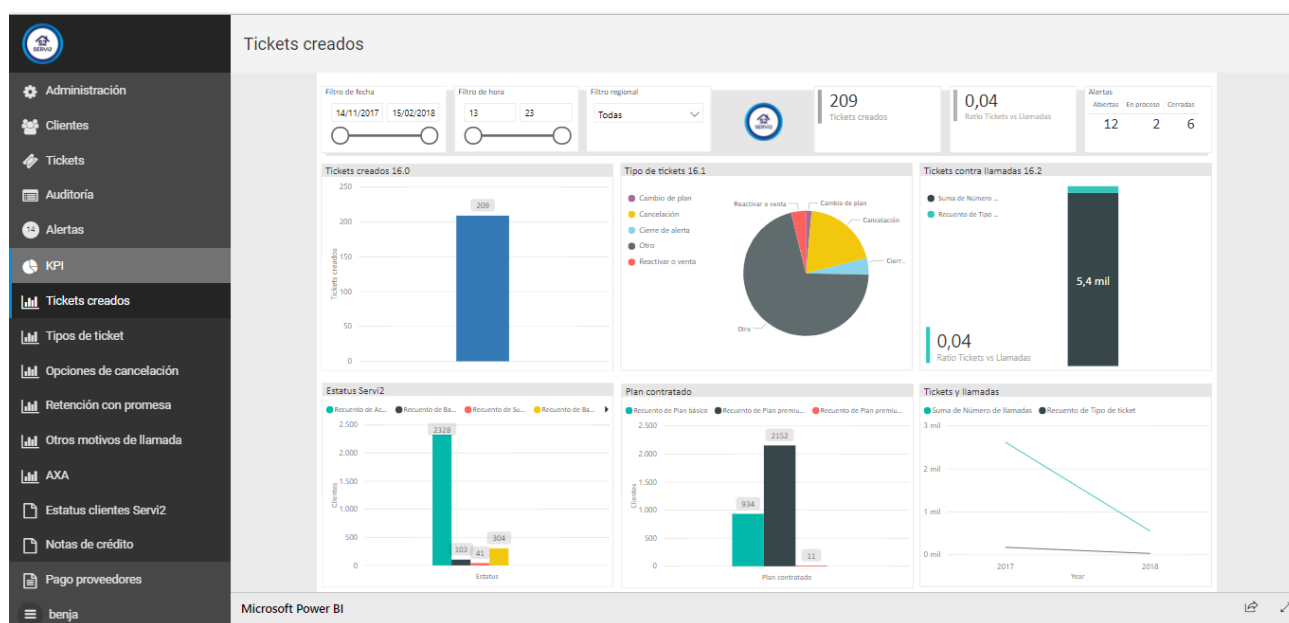 SERVI2
Tickets creados
Administración
Clientes
Tickets
Auditoría
14
Alertas
KPI
Tickets creados
Tipos de ticket
Opciones de cancelación
Retención con promesa
Otros motivos de llamada
AXA
Estatus clientes Servi2
Notas de crédito
Pago proveedores
benja
Filtro de fecha
14/11/2017 15/02/2018
Filtro de hora
13 23
Filtro regional
Todas
SERVI2
209
Tickets creados
0,04
Ratio Tickets vs Llamadas
Alertas
Abiertas En proceso Cerradas
12 2 6
Tickets creados 16.0
250
200
150
100
50
0
Tickets creados
209
Tipo de tickets 16.1
Cambio de plan
Cancelación
Cierre de alerta
Otro
Reactivar o venta
Reactivar o venta
Cambio de plan
Cancelación
Cierr...
Otro
Tickets contra llamadas 16.2
Suma de Número ...
Recuento de Tipo ...
5,4 mil
0,04
Ratio Tickets vs Llamadas
Estatus Servi2
Recuento de Ac... Recuento de Ba... Recuento de Su... Recuento de Ba...
2.500
2.000
1.500
1.000
500
0
Clientes
2328
103
41
304
Estatus
Plan contratado
Recuento de Plan básico Recuento de Plan premiu... Recuento de Plan premiu...
2.500
2.000
1.500
1.000
500
0
Clientes
934
2152
11
Plan contratado
Tickets y llamadas
Suma de Número de llamadas Recuento de Tipo de ticket
3 mil
2 mil
1 mil
0 mil
2017 2018
Year
Microsoft Power BI